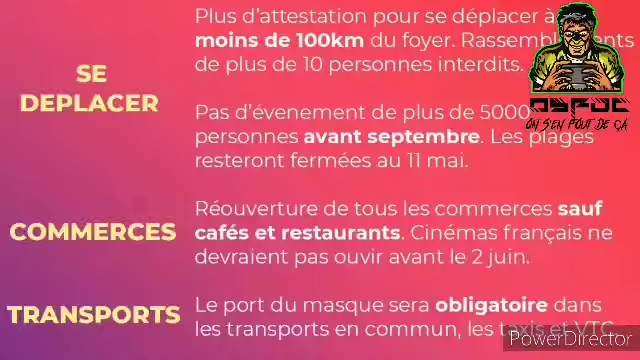 Plus d'attestation pour se déplacer à
moins de 100km du foyer. Rassemblements
de plus de 10 personnes interdits.
SE
DEPLACER
Pas d'évenement de plus de 5000
personnes avant septembre. Les plages
resteront fermées au 11 mai.
OSFDC
ON S'EN FOUT DE ÇA
COMMERCES
Réouverture de tous les commerces sauf
cafés et restaurants. Cinémas français ne
devraient pas ouvrir avant le 2 juin.
TRANSPORTS
Le port du masque sera obligatoire dans
les transports en commun, les taxis et VTC.
PowerDirector